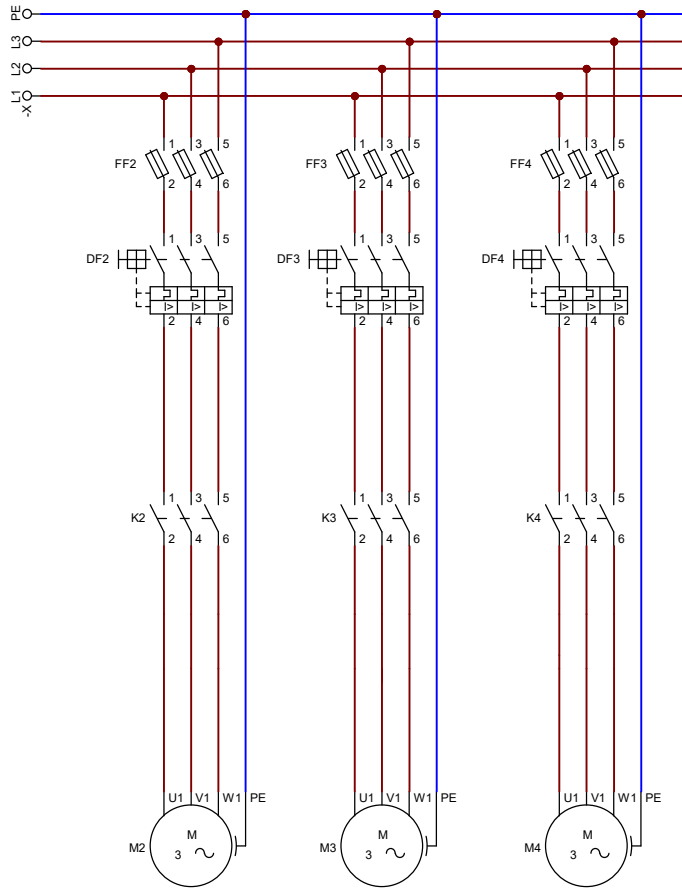 PE
L3
L2
L1
-X
1 3 5 1 3 5 1 3 5
FF2 FF3 FF4
2 4 6 2 4 6 2 4 6
1 3 5 1 3 5 1 3 5
DF2 DF3 DF4
I> I> I> I> I> I> I> I> I>
2 4 6 2 4 6 2 4 6
1 3 5 1 3 5 1 3 5
K2 K3 K4
2 4 6 2 4 6 2 4 6
U1 V1 W1 PE U1 V1 W1 PE U1 V1 W1 PE
M M M
M2 M3 M4
3 3 3